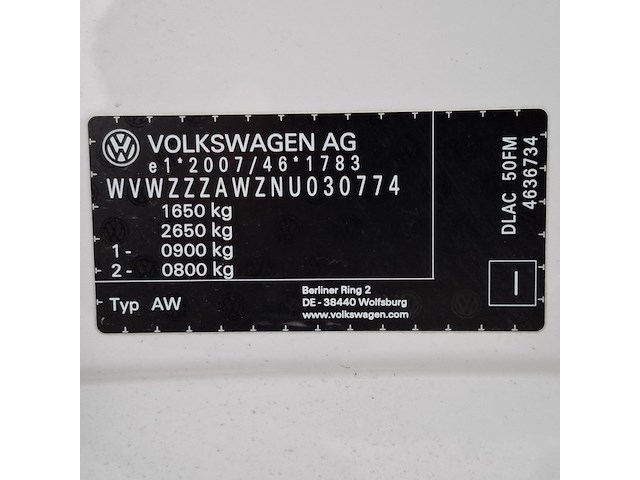 VOLKSWAGEN AG
e1*2007/46*1783
WVWZZZAWZNU030774
1650 kg
2650 kg
1- 0900 kg
2- 0800 kg
Typ AW
Berliner Ring 2
DE - 38440 Wolfsburg
www.volkswagen.com
DLAC 50FM
4636734
I